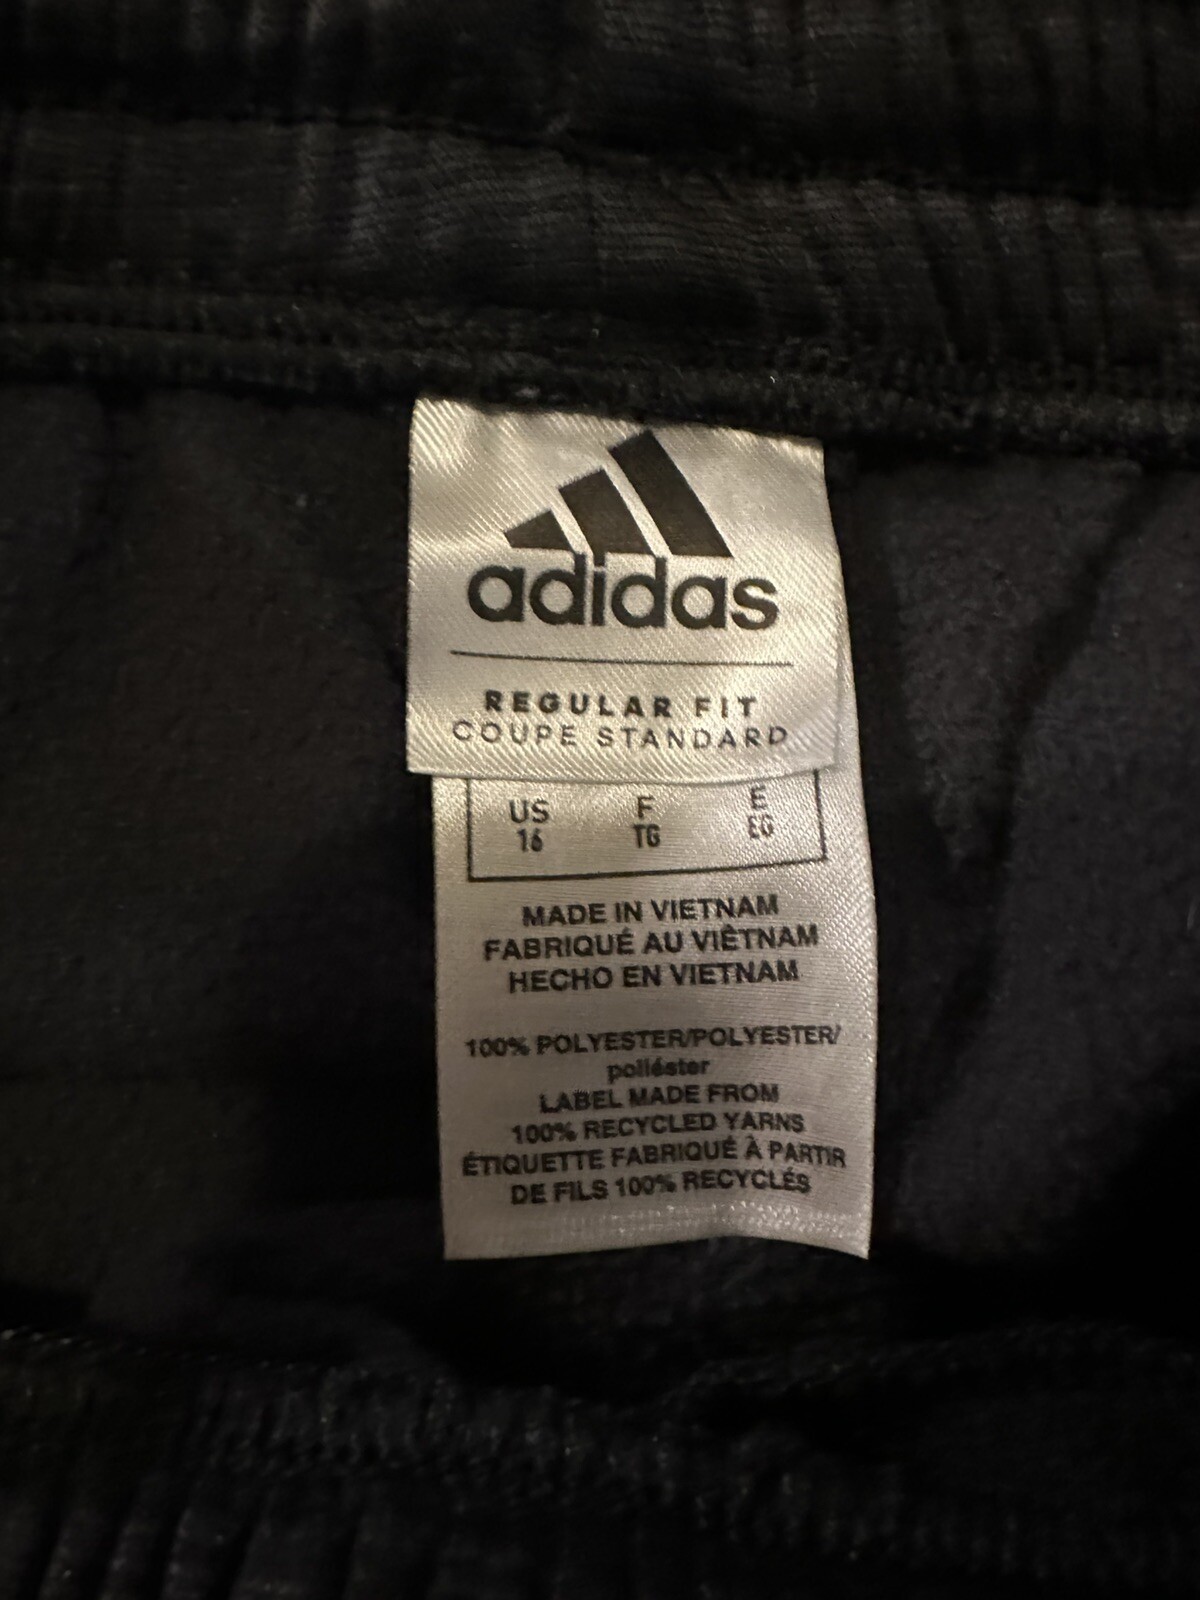 adidas
REGULAR FIT
COUPE STANDARD
US F E
16 TG EG
MADE IN VIETNAM
FABRIQUÉ AU VIÊTNAM
HECHO EN VIETNAM
100% POLYESTER/POLYESTER/
poliéster
LABEL MADE FROM
100% RECYCLED YARNS
ÉTIQUETTE FABRIQUÉ À PARTIR
DE FILS 100% RECYCLÉS